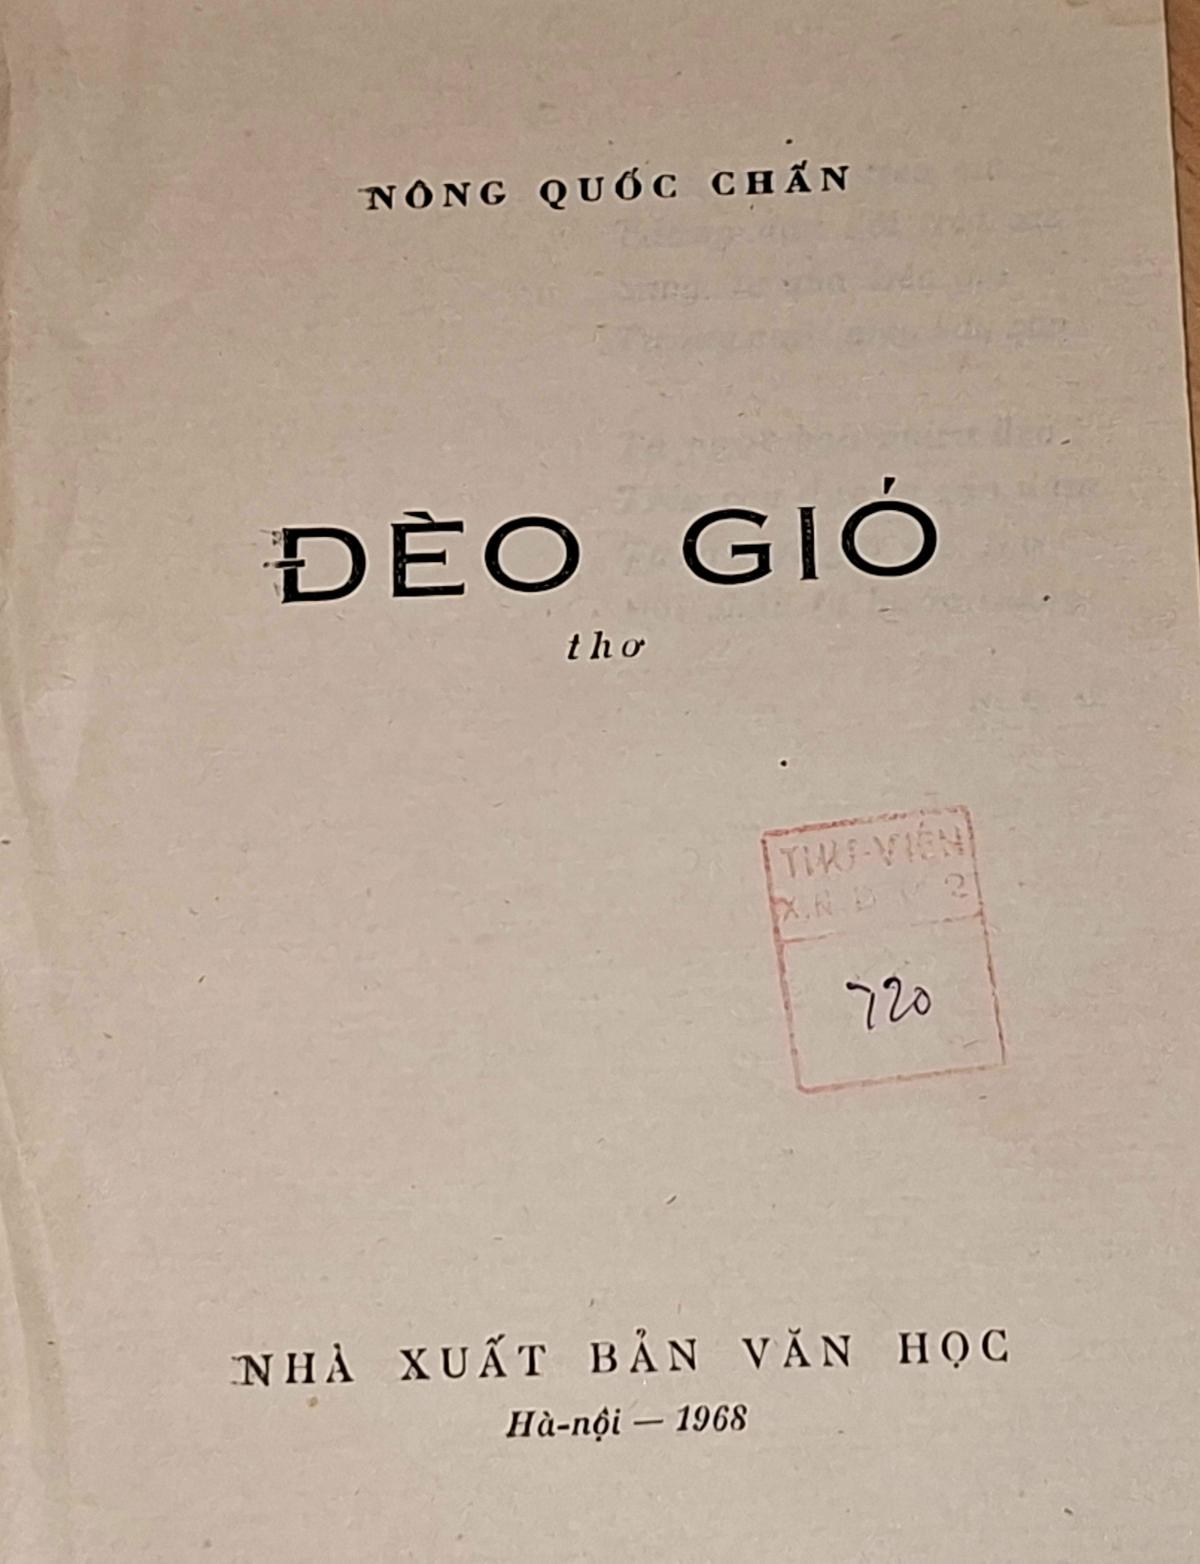 NÔNG QUỐC CHẤN
ĐÈO GIÓ
thơ
THƯ-VIỆN
720
NHÀ XUẤT BẢN VĂN HỌC
Hà-nội — 1968